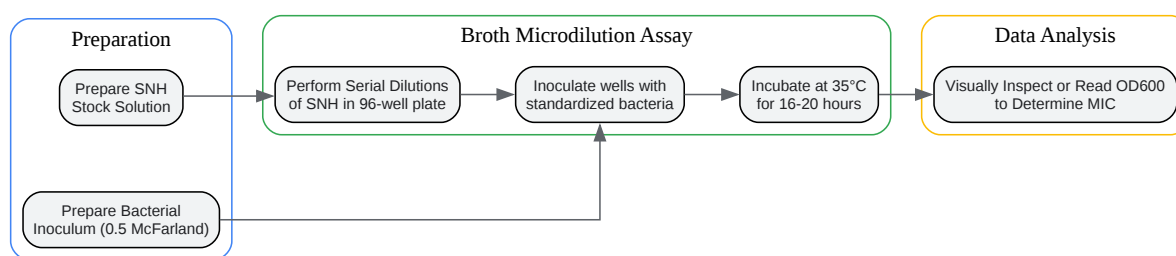 Preparation
Prepare SNH
Stock Solution
Prepare Bacterial
Inoculum (0.5 McFarland)
Broth Microdilution Assay
Perform Serial Dilutions
of SNH in 96-well plate
Inoculate wells with
standardized bacteria
Incubate at 35°C
for 16-20 hours
Data Analysis
Visually Inspect or Read OD600
to Determine MIC